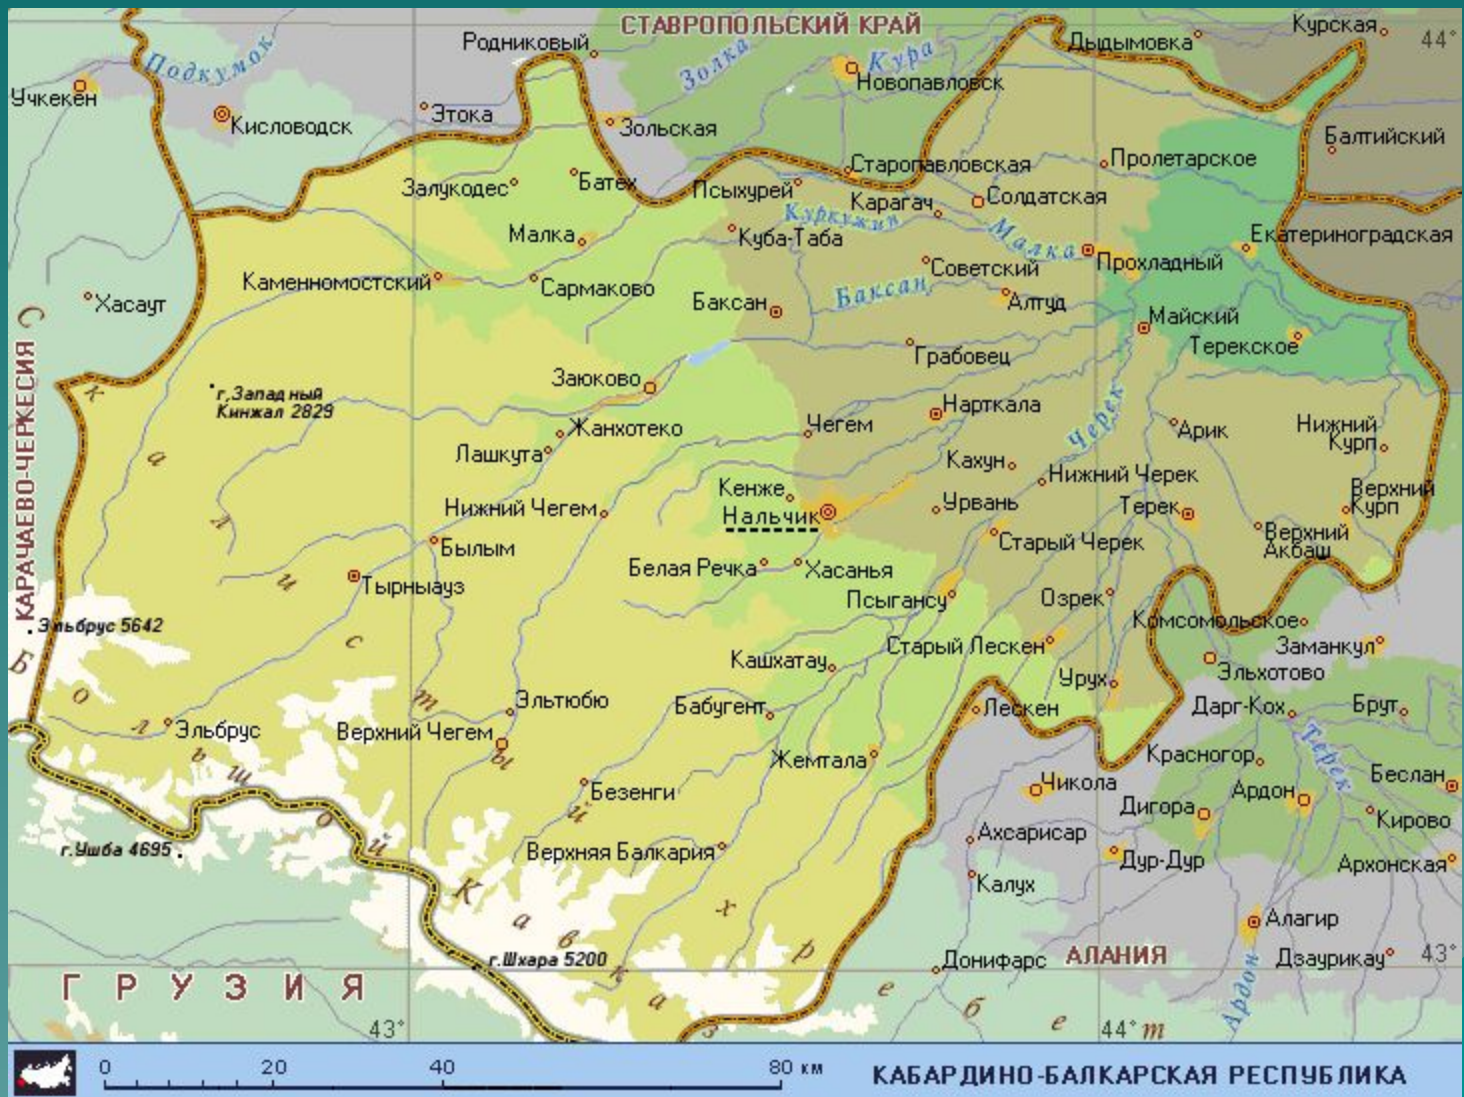 СТАВРОПОЛЬСКИЙ КРАЙ
Курская
44°
Родниковый
Дыдымовка
Подкумок
Золка
Кура
Учкекен
Новопавловск
Этока
Кисловодск
Зольская
Балтийский
Старопавловская
Пролетарское
Залукодес
Батех
Псыхурей
Карагач
Солдатская
Куркужин
Малка
Малка
Куба-Таба
Екатериноградская
Каменномостский
Сармаково
Советский
Прохладный
Хасаут
Баксан
Баксан
Алтуд
Майский
Терекское
Грабовец
КАРАЧАЕВО-ЧЕРКЕСИЯ
С к а л и с т ы й
х р е б е т
г.Западный
Кинжал 2829
Заюково
Нарткала
Черек
Жанхотеко
Чегем
Арик
Нижний
Курп
Лашкута
Кахун
Нижний Черек
Кенже
Верхний
Курп
Нижний Чегем
Нальчик
Урвань
Терек
Былым
Старый Черек
Верхний
Акбаш
Тырныауз
Белая Речка
Хасанья
Псыгансу
Озрек
Эльбрус 5642
Комсомольское
Старый Лескен
Заманкул
Кашхатау
Эльхотово
Урух
Б о л ь ш о й
К а в к а з
Эльтюбю
Бабугент
Лескен
Дарг-Кох
Брут
Эльбрус
Верхний Чегем
Терек
Жемтала
Красногор
Беслан
Безенги
Чикола
Дигора
Ардон
Кирово
г.Ушба 4695
Ахсарисар
Верхняя Балкария
Дур-Дур
Архонская
Калух
Алагир
г.Шхара 5200
Донифарс
АЛАНИЯ
Дзаурикау
43°
ГРУЗИЯ
Ардон
43°
44°
0 20 40 80 км
КАБАРДИНО-БАЛКАРСКАЯ РЕСПУБЛИКА